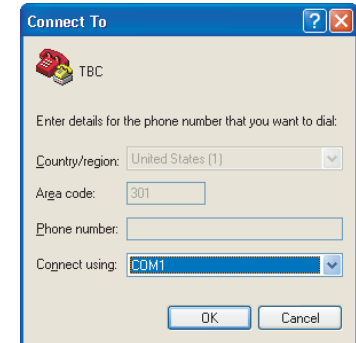 Connect To
TBC
Enter details for the phone number that you want to dial:
Country/region: United States (1)
Area code: 301
Phone number:
Connect using: COM1
OK Cancel